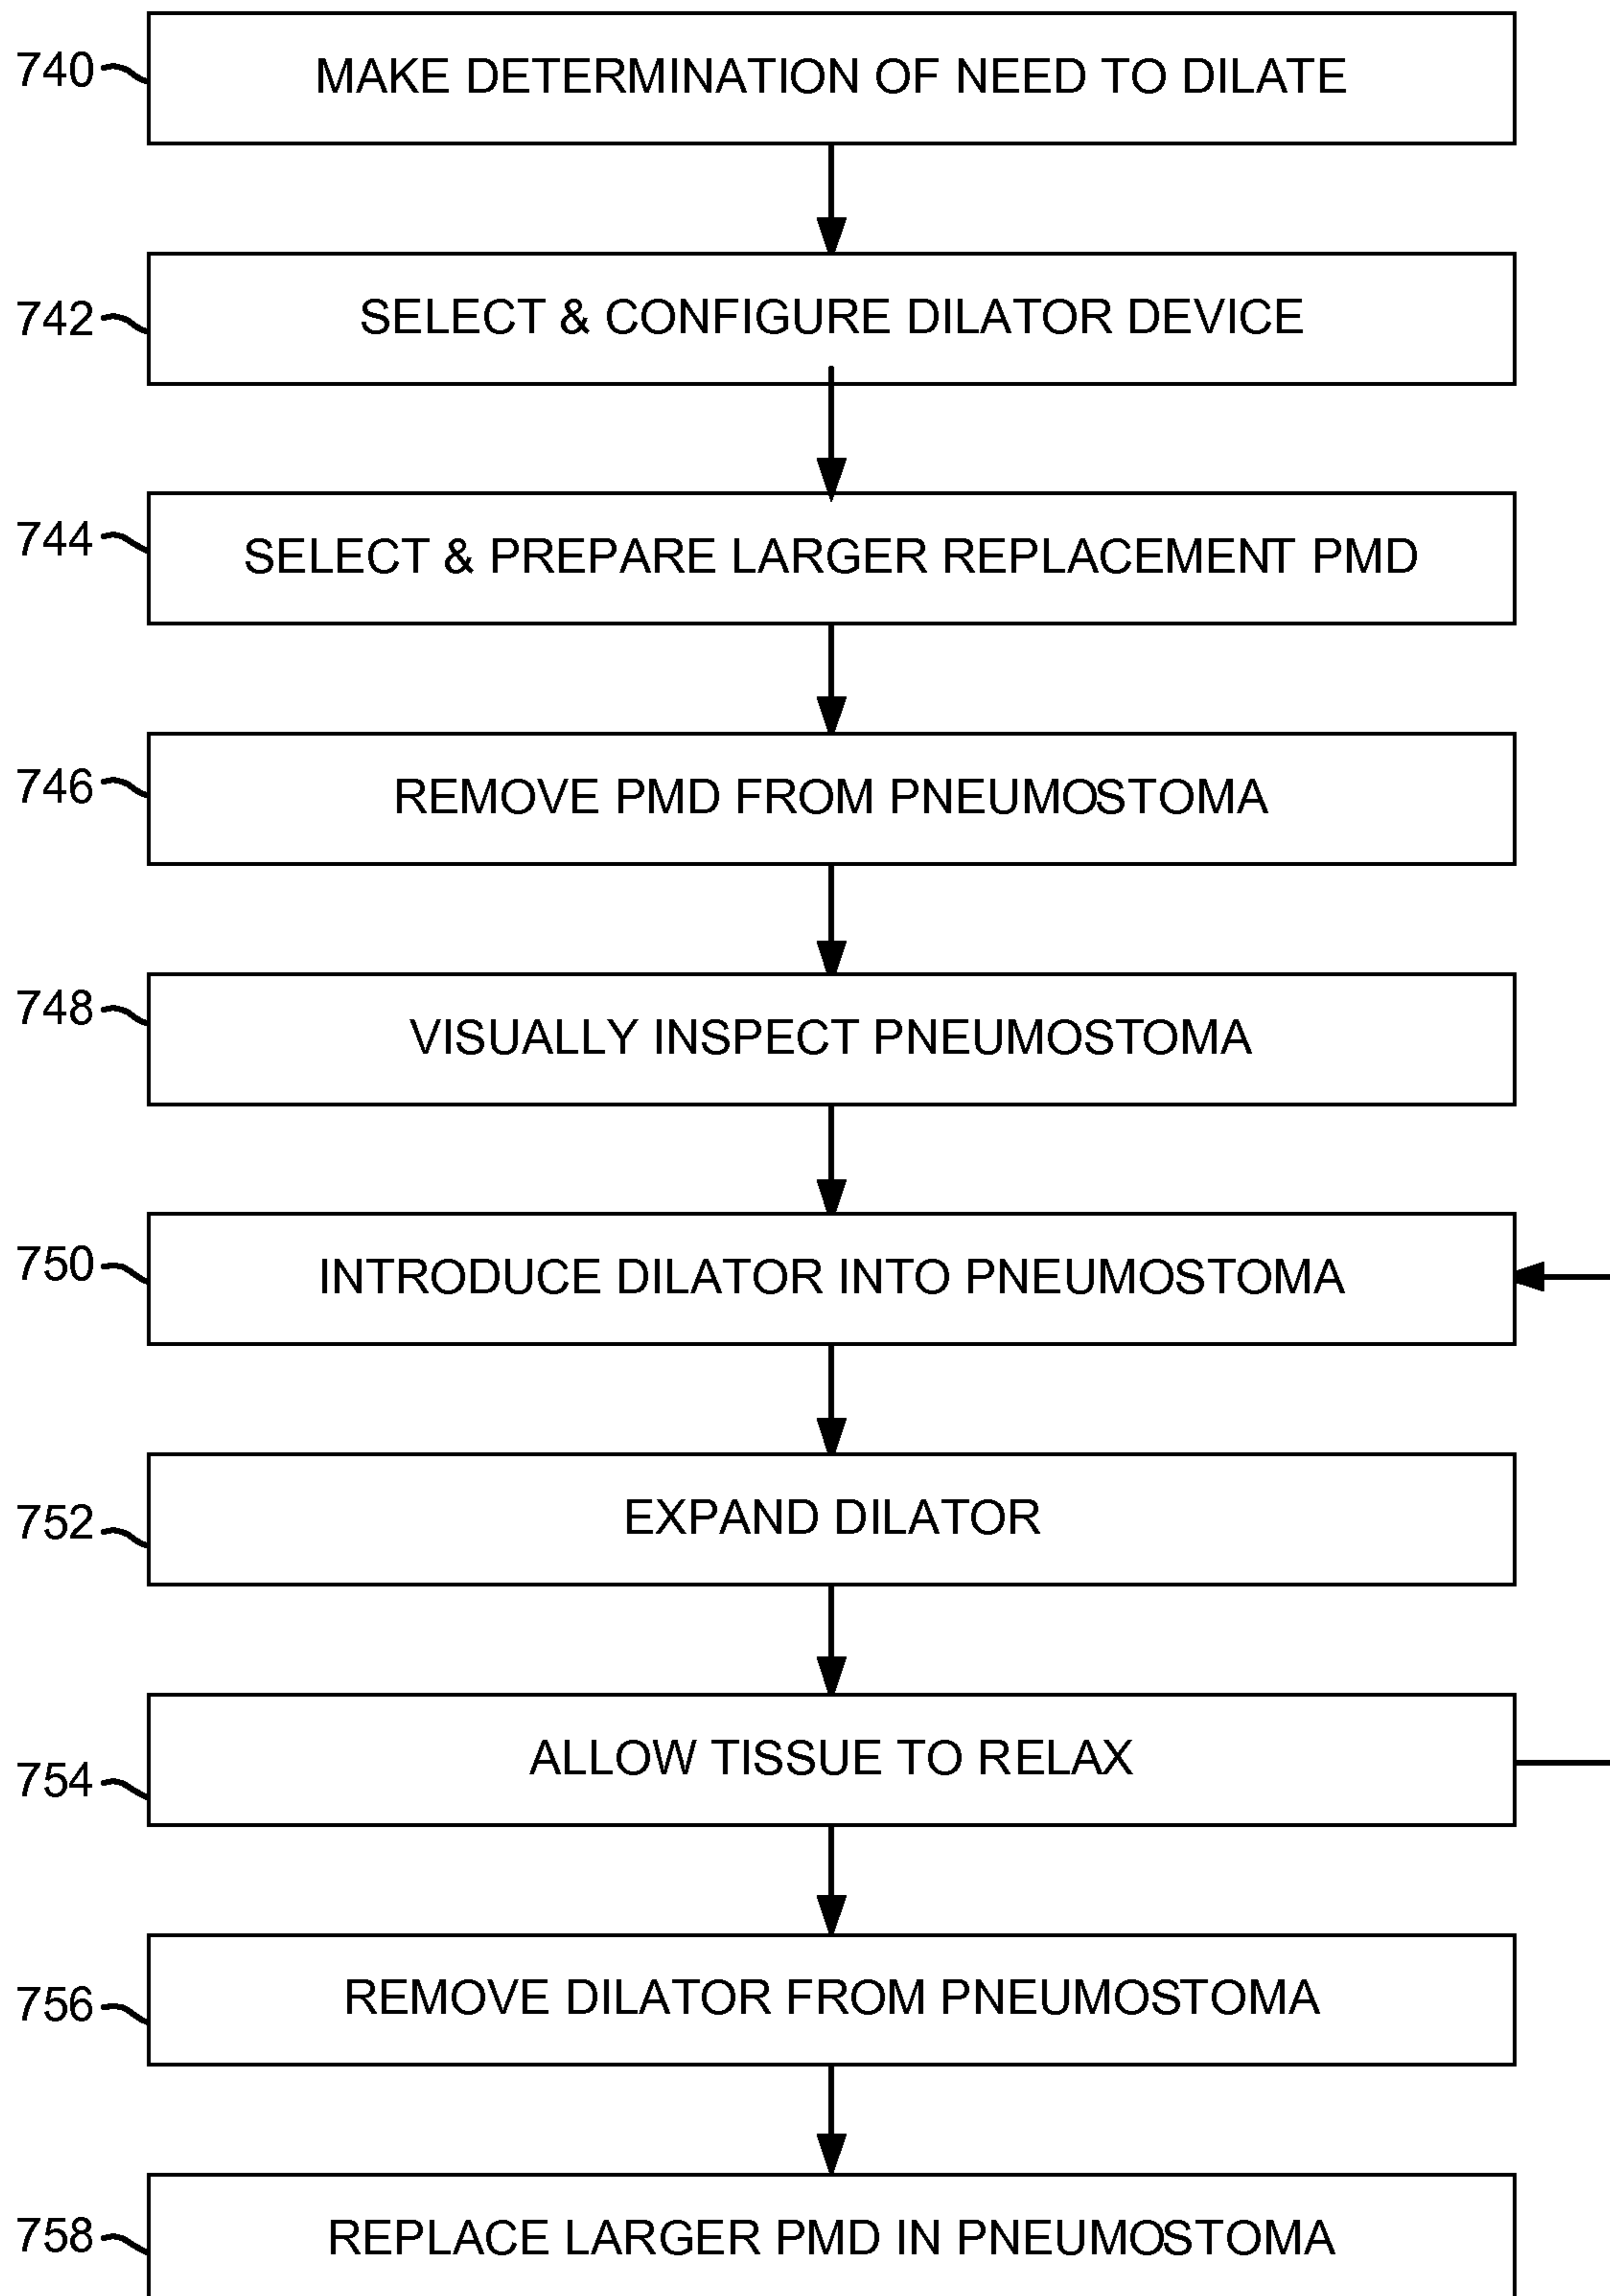 740 MAKE DETERMINATION OF NEED TO DILATE
742 SELECT & CONFIGURE DILATOR DEVICE
744 SELECT & PREPARE LARGER REPLACEMENT PMD
746 REMOVE PMD FROM PNEUMOSTOMA
748 VISUALLY INSPECT PNEUMOSTOMA
750 INTRODUCE DILATOR INTO PNEUMOSTOMA
752 EXPAND DILATOR
754 ALLOW TISSUE TO RELAX
756 REMOVE DILATOR FROM PNEUMOSTOMA
758 REPLACE LARGER PMD IN PNEUMOSTOMA